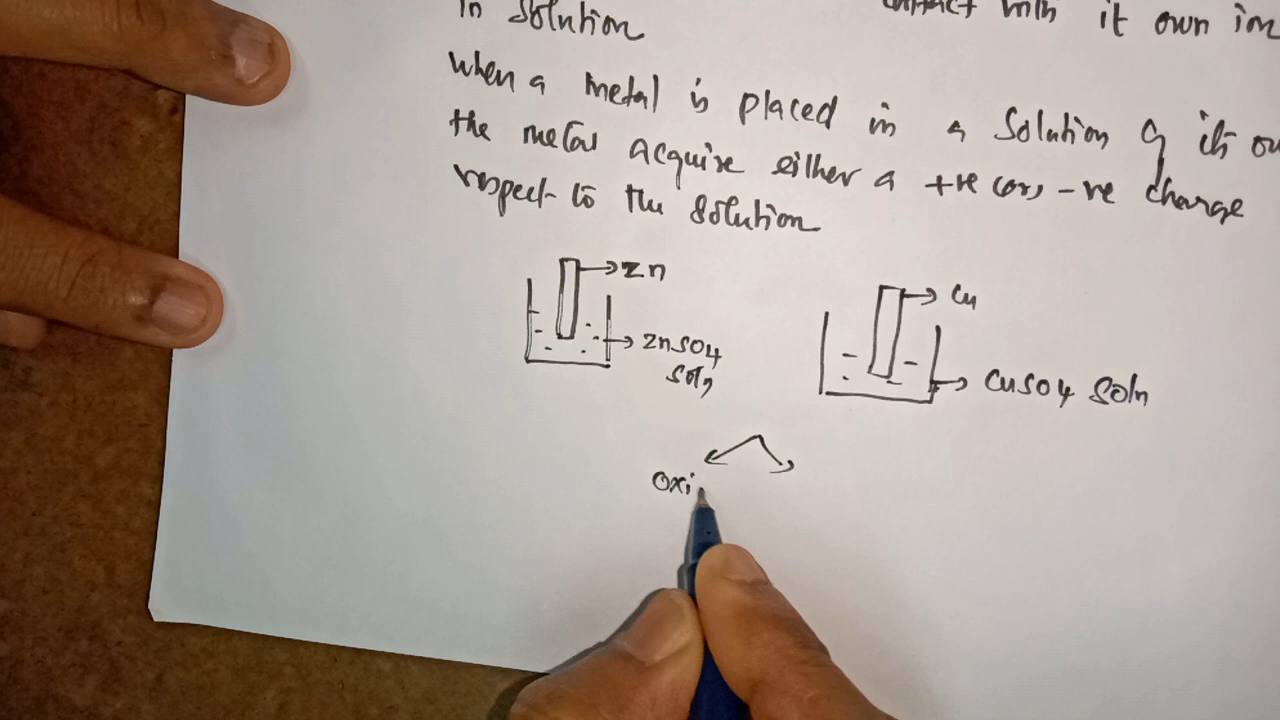 in solution contact with it own ion
when a metal is placed in a solution of its ow
the metal acquire either a +ve (or) -ve charge
respect to the solution
Zn
Cu
ZnSO4
soln
CuSO4 soln
oxi